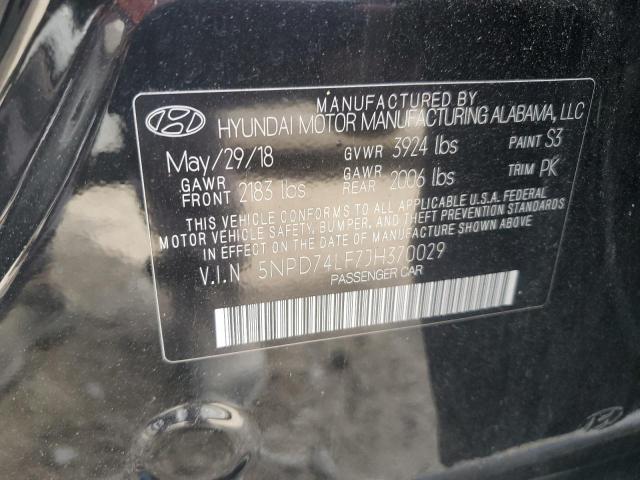 MANUFACTURED BY
HYUNDAI MOTOR MANUFACTURING ALABAMA, LLC
May/29/18 GVWR 3924 lbs PAINT S3
GAWR FRONT 2183 lbs GAWR REAR 2006 lbs TRIM PK
THIS VEHICLE CONFORMS TO ALL APPLICABLE U.S.A. FEDERAL
MOTOR VEHICLE SAFETY, BUMPER, AND THEFT PREVENTION STANDARDS
IN EFFECT ON THE DATE OF MANUFACTURE SHOWN ABOVE.
V.I.N 5NPD74LF7JH370029
PASSENGER CAR